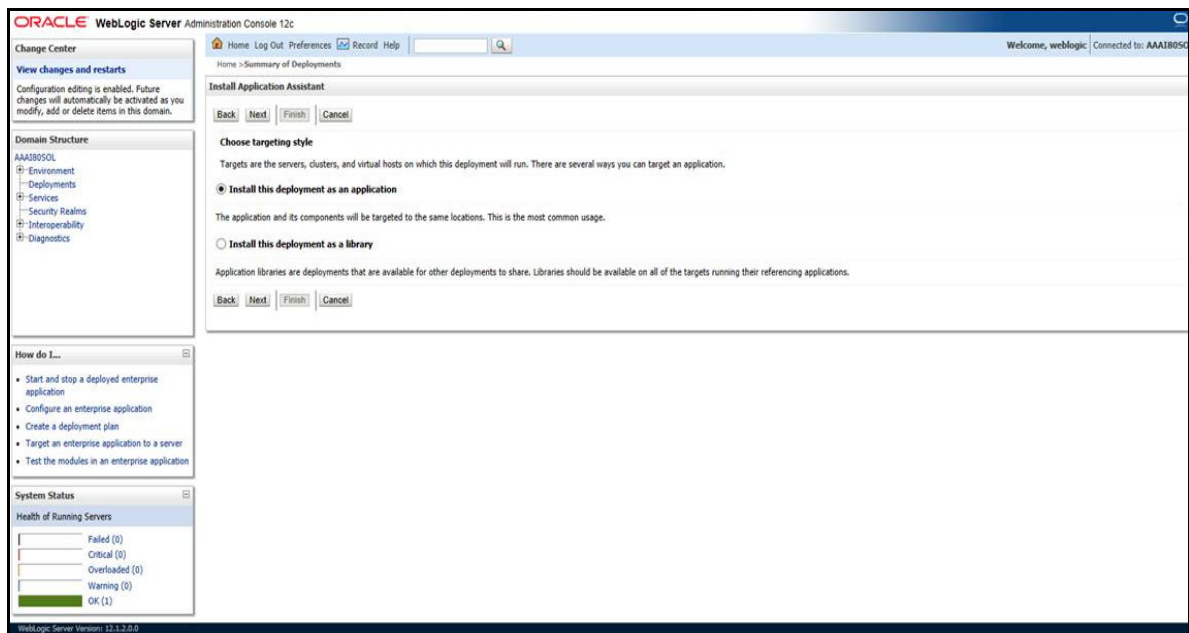 ORACLE WebLogic Server Administration Console 12c
Change Center
View changes and restarts
Configuration editing is enabled. Future
changes will automatically be activated as you
modify, add or delete items in this domain.
Domain Structure
AAAI80SOL
Environment
Deployments
Services
Security Realms
Interoperability
Diagnostics
How do I...
Start and stop a deployed enterprise
application
Configure an enterprise application
Create a deployment plan
Target an enterprise application to a server
Test the modules in an enterprise application
System Status
Health of Running Servers
Failed (0)
Critical (0)
Overloaded (0)
Warning (0)
OK (1)
Home Log Out Preferences Record Help
Welcome, weblogic Connected to: AAAI80SO
Home >Summary of Deployments
Install Application Assistant
Back Next Finish Cancel
Choose targeting style
Targets are the servers, clusters, and virtual hosts on which this deployment will run. There are several ways you can target an application.
Install this deployment as an application
The application and its components will be targeted to the same locations. This is the most common usage.
Install this deployment as a library
Application libraries are deployments that are available for other deployments to share. Libraries should be available on all of the targets running their referencing applications.
Back Next Finish Cancel
WebLogic Server Version: 12.1.2.0.0